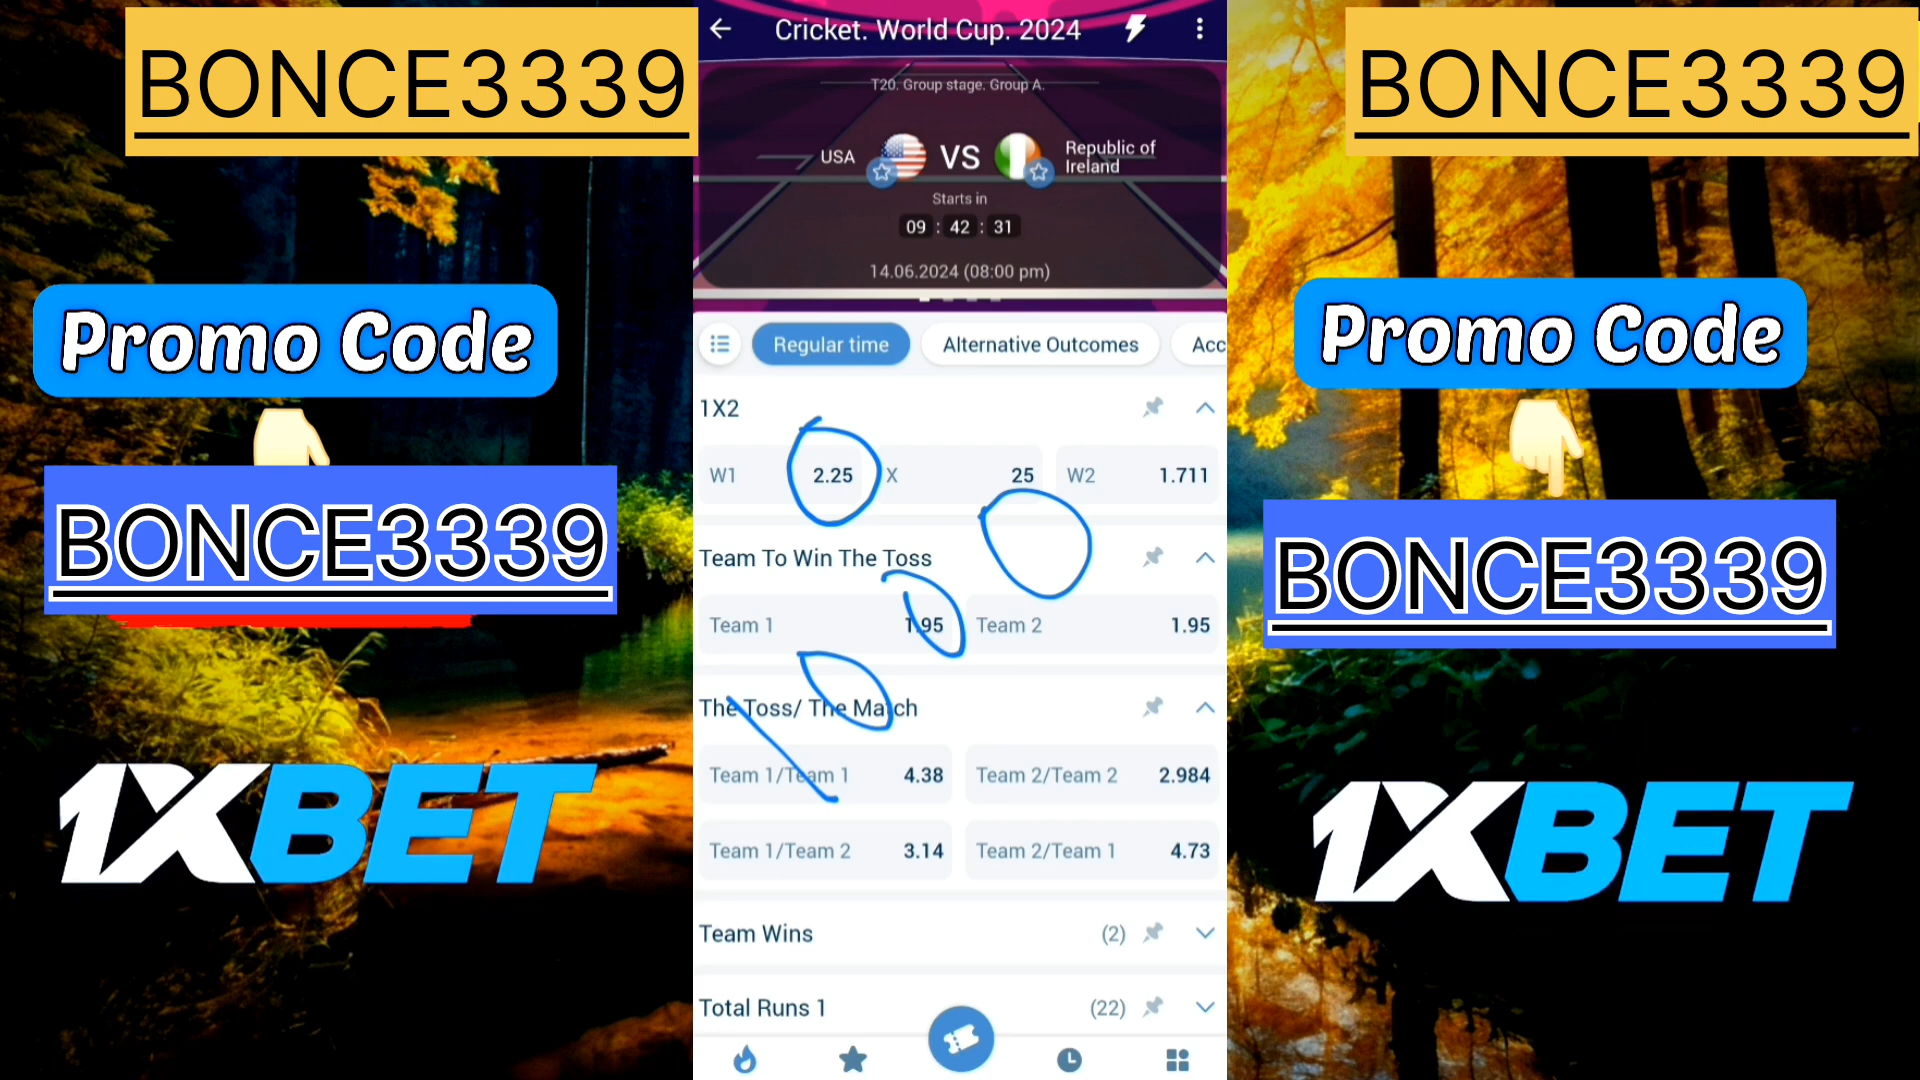 BONCE3339
Promo Code
BONCE3339
1XBET
Cricket. World Cup. 2024
T20. Group stage. Group A.
USA VS Republic of Ireland
Starts in
09 : 42 : 31
14.06.2024 (08:00 pm)
Regular time Alternative Outcomes Acc
1X2
W1 2.25 X 25 W2 1.711
Team To Win The Toss
Team 1 1.95 Team 2 1.95
The Toss/ The Match
Team 1/Team 1 4.38 Team 2/Team 2 2.984
Team 1/Team 2 3.14 Team 2/Team 1 4.73
Team Wins (2)
Total Runs 1 (22)
BONCE3339
Promo Code
BONCE3339
1XBET